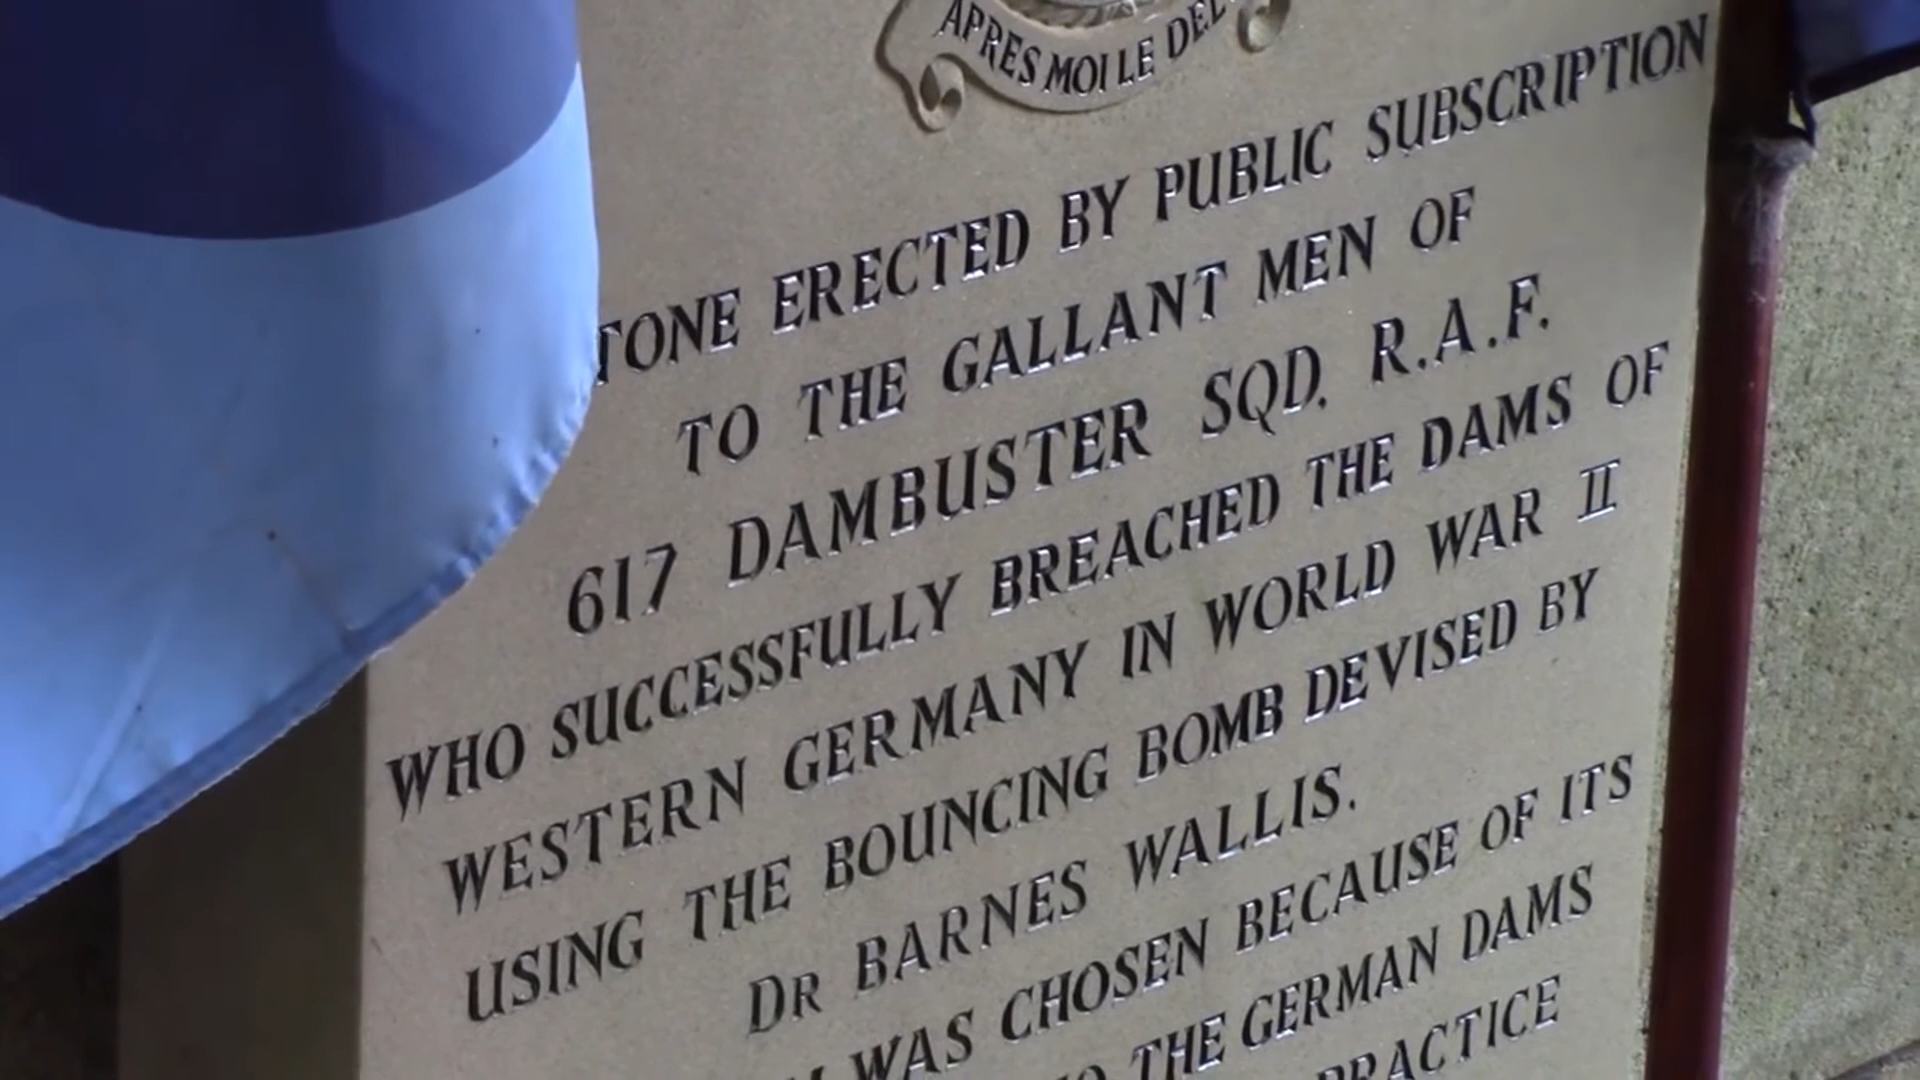 APRES MOI LE DEL
TONE ERECTED BY PUBLIC SUBSCRIPTION
TO THE GALLANT MEN OF
617 DAMBUSTER SQD. R.A.F.
WHO SUCCESSFULLY BREACHED THE DAMS OF
WESTERN GERMANY IN WORLD WAR II
USING THE BOUNCING BOMB DEVISED BY
DR BARNES WALLIS.
WAS CHOSEN BECAUSE OF ITS
THE GERMAN DAMS
PRACTICE